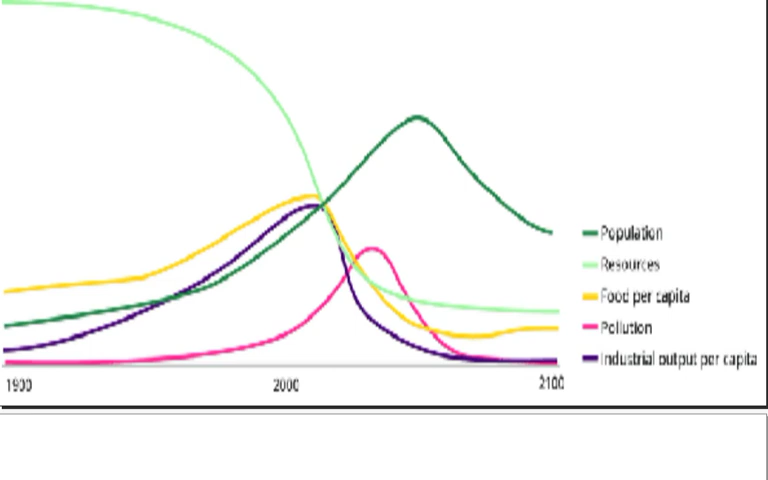 Population
Resources
Food per capita
Pollution
Industrial output per capita
1900
2000
2100